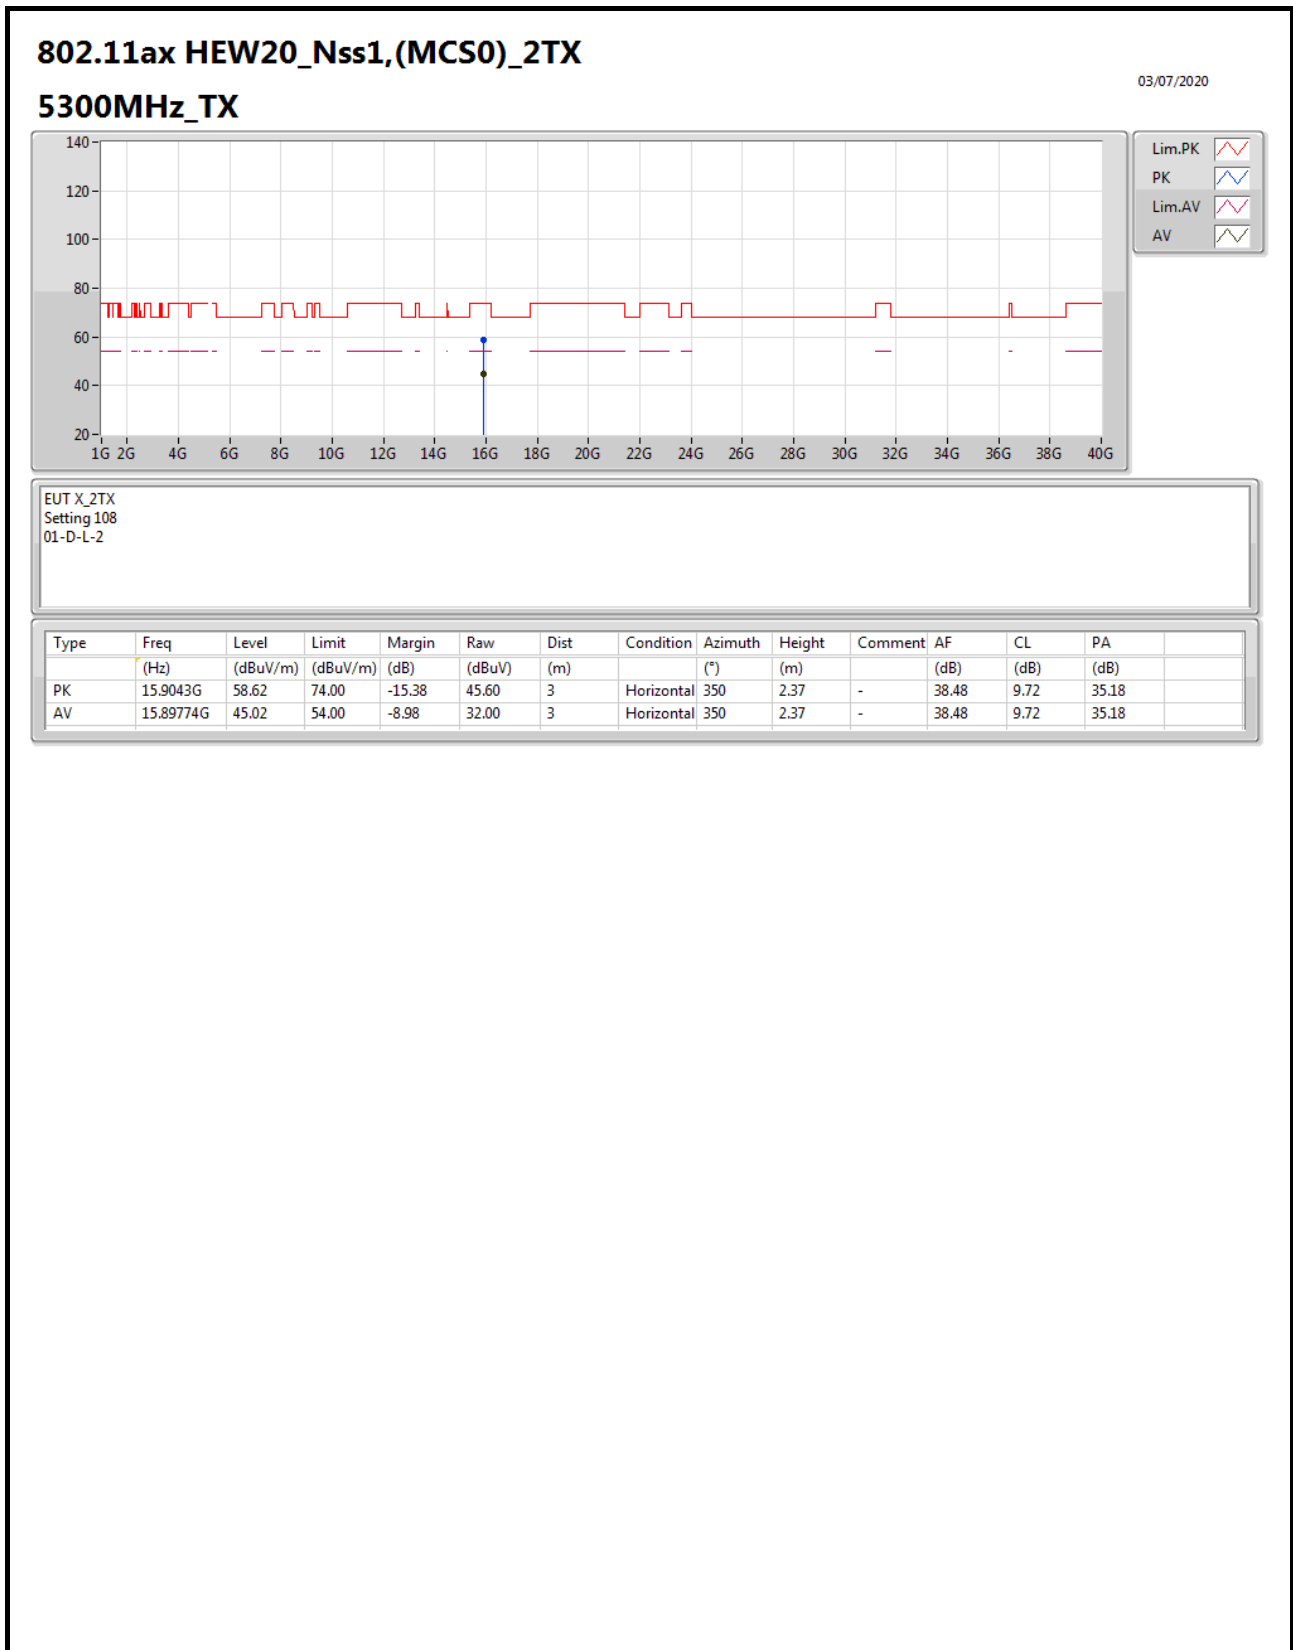 802.11ax HEW20_Nss1,(MCS0)_2TX
03/07/2020
5300MHz_TX
140
120
100
80
60
40
20
1G 2G 4G 6G 8G 10G 12G 14G 16G 18G 20G 22G 24G 26G 28G 30G 32G 34G 36G 38G 40G
Lim.PK
PK
Lim.AV
AV
EUT X_2TX
Setting 108
01-D-L-2
Type Freq Level Limit Margin Raw Dist Condition Azimuth Height Comment AF CL PA
(Hz) (dBuV/m) (dBuV/m) (dB) (dBuV) (m) (°) (m) (dB) (dB) (dB)
PK 15.9043G 58.62 74.00 -15.38 45.60 3 Horizontal 350 2.37 - 38.48 9.72 35.18
AV 15.89774G 45.02 54.00 -8.98 32.00 3 Horizontal 350 2.37 - 38.48 9.72 35.18